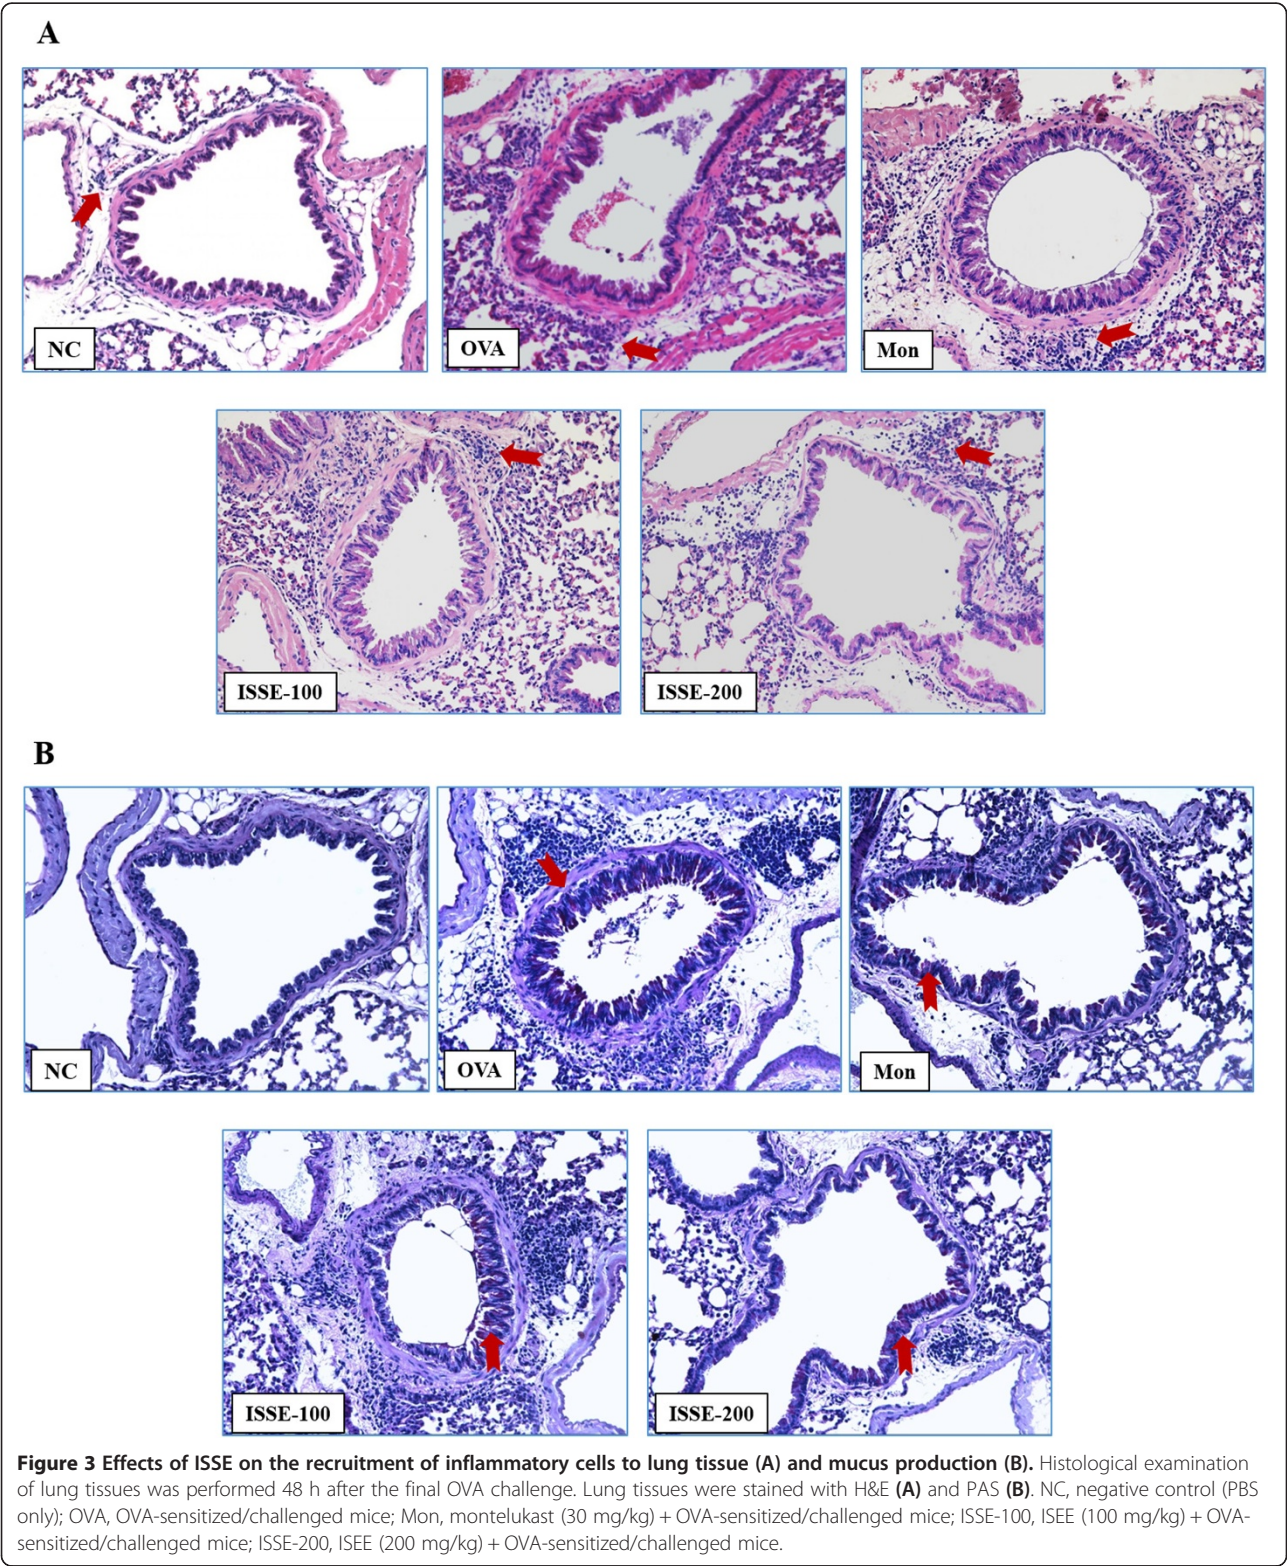 A
NC
OVA
Mon
ISSE-100
ISSE-200
B
NC
OVA
Mon
ISSE-100
ISSE-200
Figure 3 Effects of ISSE on the recruitment of inflammatory cells to lung tissue (A) and mucus production (B). Histological examination
of lung tissues was performed 48 h after the final OVA challenge. Lung tissues were stained with H&E (A) and PAS (B). NC, negative control (PBS
only); OVA, OVA-sensitized/challenged mice; Mon, montelukast (30 mg/kg) + OVA-sensitized/challenged mice; ISSE-100, ISEE (100 mg/kg) + OVA-
sensitized/challenged mice; ISSE-200, ISEE (200 mg/kg) + OVA-sensitized/challenged mice.